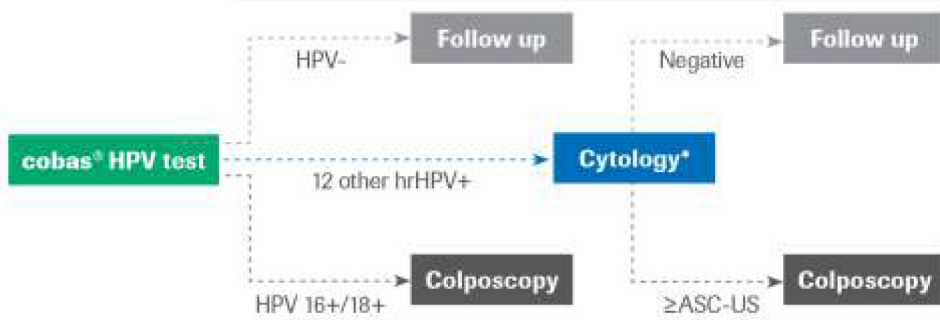 Follow up
Follow up
HPV-
Negative
cobas® HPV test
Cytology*
12 other hrHPV+
Colposcopy
Colposcopy
HPV 16+/18+
≥ASC-US